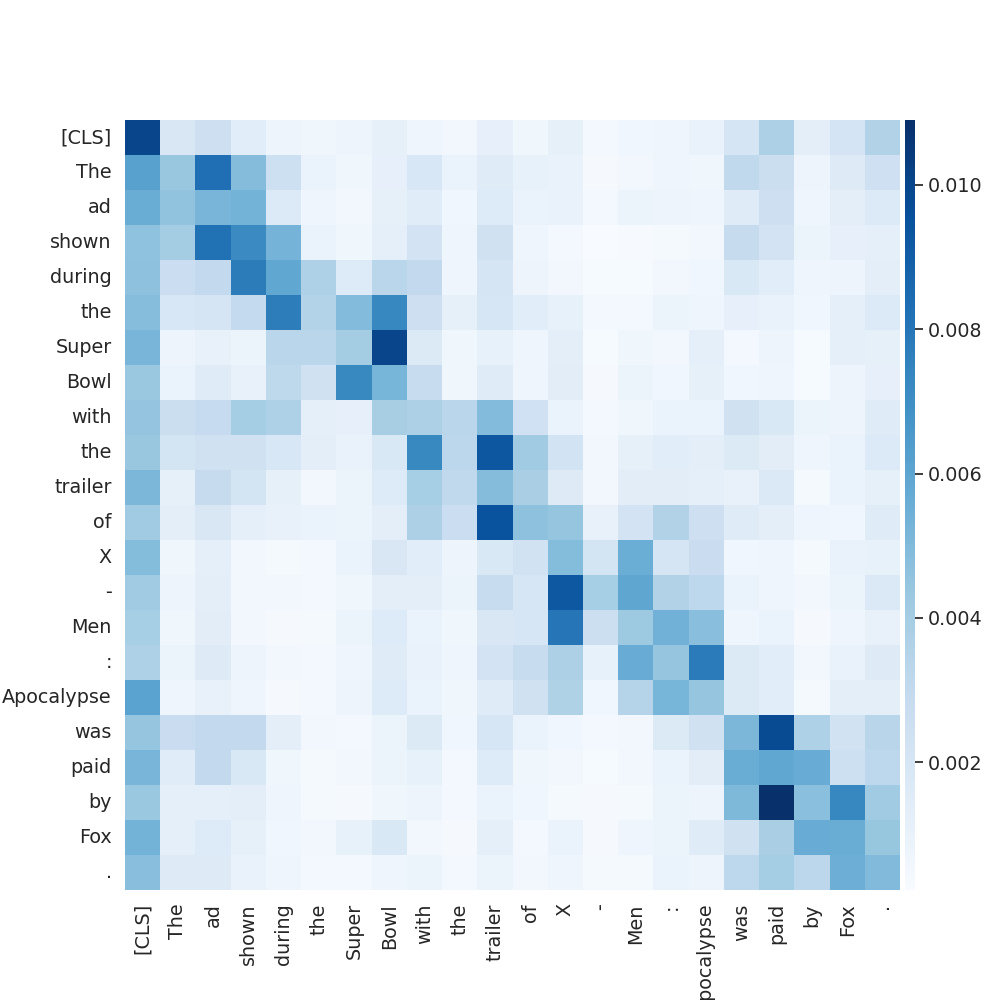 [CLS]
The
ad
shown
during
the
Super
Bowl
with
the
trailer
of
X
-
Men
:
Apocalypse
was
paid
by
Fox
.
0.010
0.008
0.006
0.004
0.002
[CLS]
The
ad
shown
during
the
Super
Bowl
with
the
trailer
of
X
-
Men
:
pocalypse
was
paid
by
Fox
.